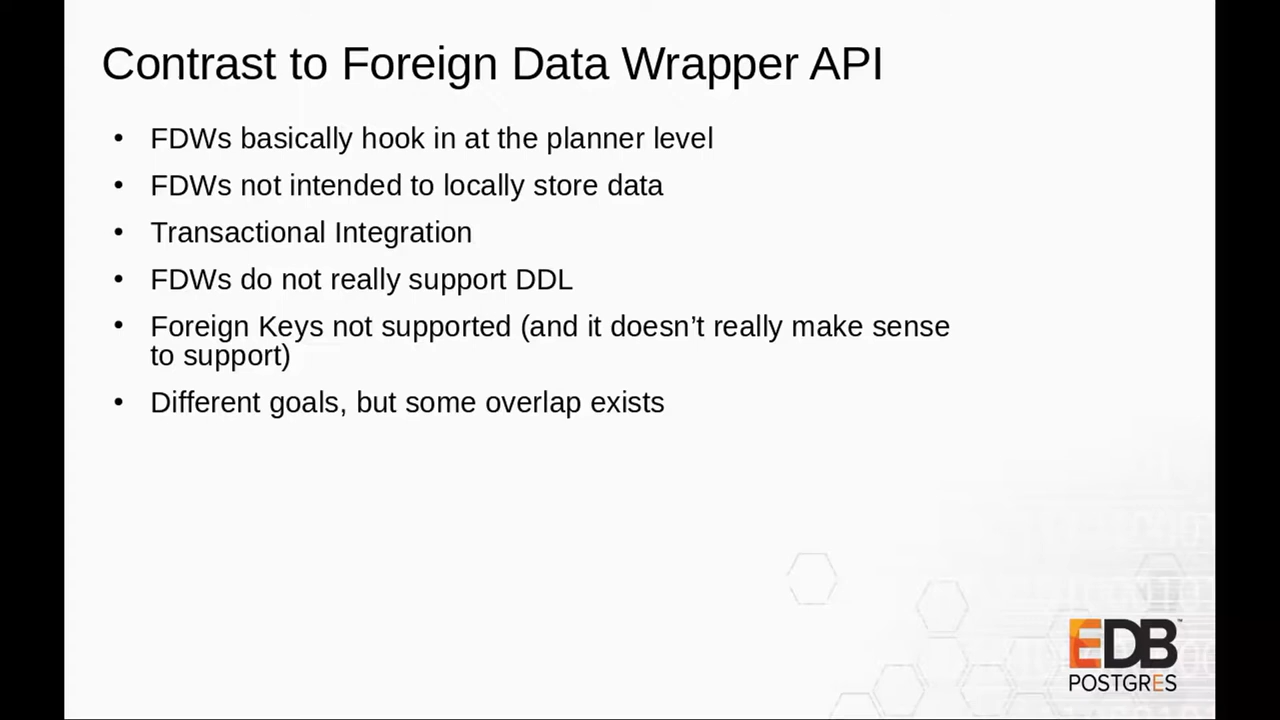 Contrast to Foreign Data Wrapper API
• FDWs basically hook in at the planner level
• FDWs not intended to locally store data
• Transactional Integration
• FDWs do not really support DDL
• Foreign Keys not supported (and it doesn’t really make sense
to support)
• Different goals, but some overlap exists
EDB™
POSTGRES